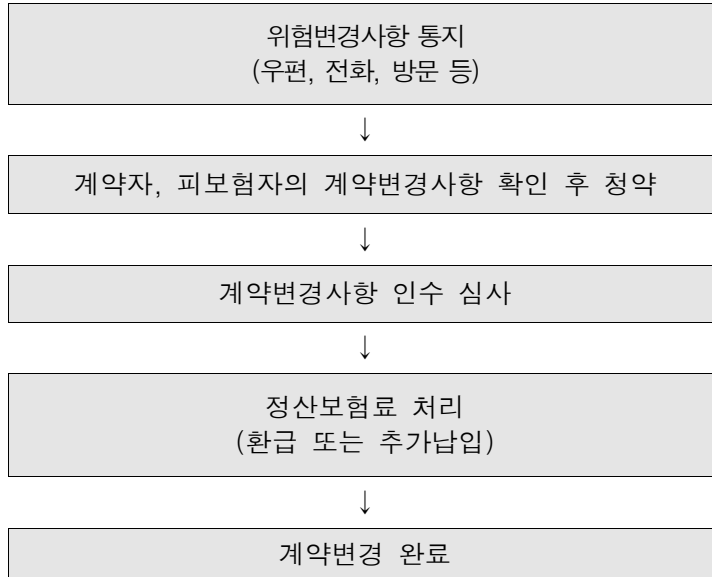 위험변경사항 통지
(우편, 전화, 방문 등)
↓
계약자, 피보험자의 계약변경사항 확인 후 청약
↓
계약변경사항 인수 심사
↓
정산보험료 처리
(환급 또는 추가납입)
↓
계약변경 완료